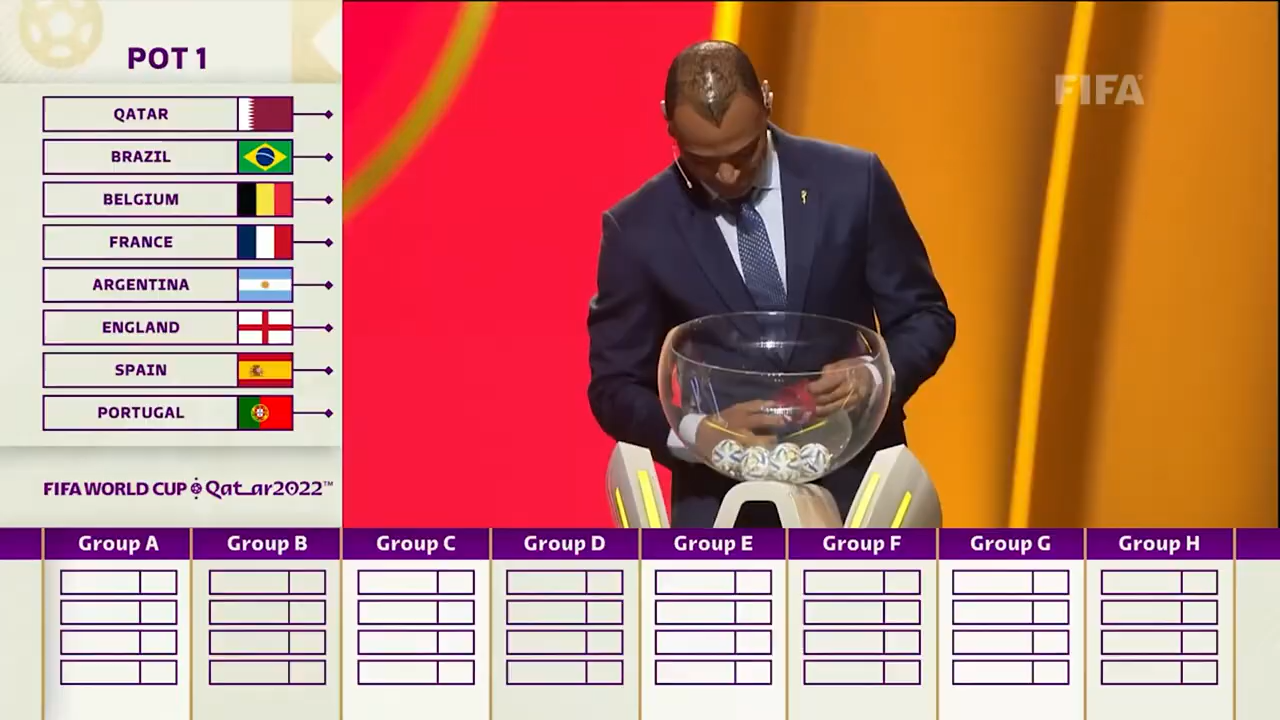 POT 1
QATAR
BRAZIL
BELGIUM
FRANCE
ARGENTINA
ENGLAND
SPAIN
PORTUGAL
FIFA WORLD CUP Qatar2022™
FIFA
Group A
Group B
Group C
Group D
Group E
Group F
Group G
Group H